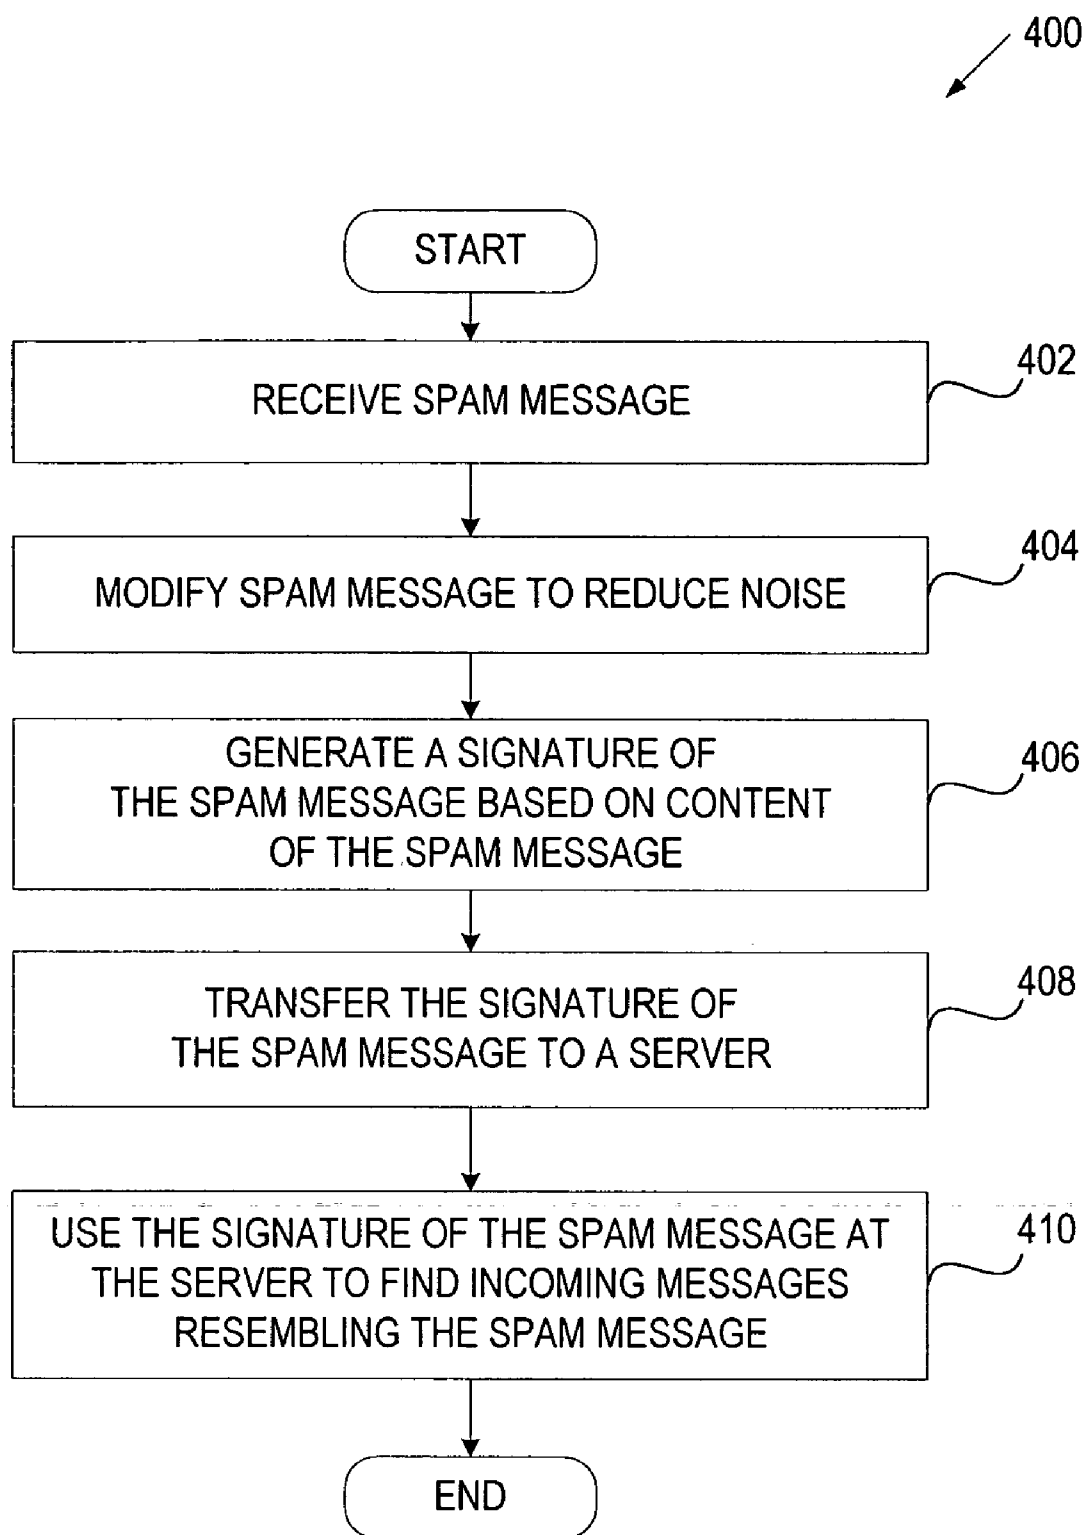 400
START
402
RECEIVE SPAM MESSAGE
404
MODIFY SPAM MESSAGE TO REDUCE NOISE
406
GENERATE A SIGNATURE OF
THE SPAM MESSAGE BASED ON CONTENT
OF THE SPAM MESSAGE
408
TRANSFER THE SIGNATURE OF
THE SPAM MESSAGE TO A SERVER
410
USE THE SIGNATURE OF THE SPAM MESSAGE AT
THE SERVER TO FIND INCOMING MESSAGES
RESEMBLING THE SPAM MESSAGE
END